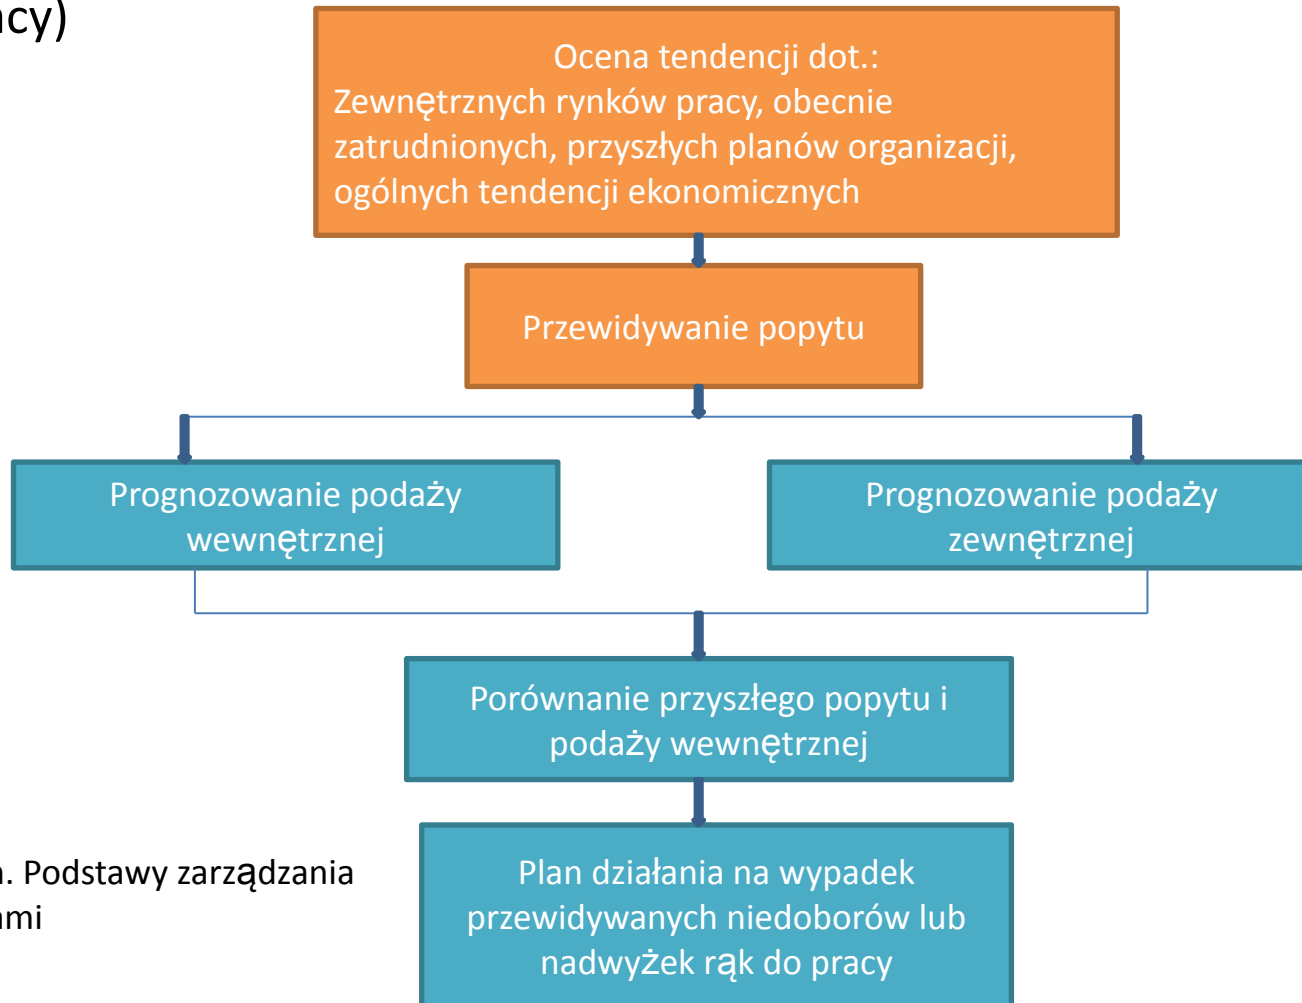 Ocena tendencji dot.:
Zewnętrznych rynków pracy, obecnie
zatrudnionych, przyszłych planów organizacji,
ogólnych tendencji ekonomicznych
Przewidywanie popytu
Prognozowanie podaży
wewnętrznej
Prognozowanie podaży
zewnętrznej
Porównanie przyszłego popytu i
podaży wewnętrznej
Plan działania na wypadek
przewidywanych niedoborów lub
nadwyżek rąk do pracy
Podstawy zarządzania